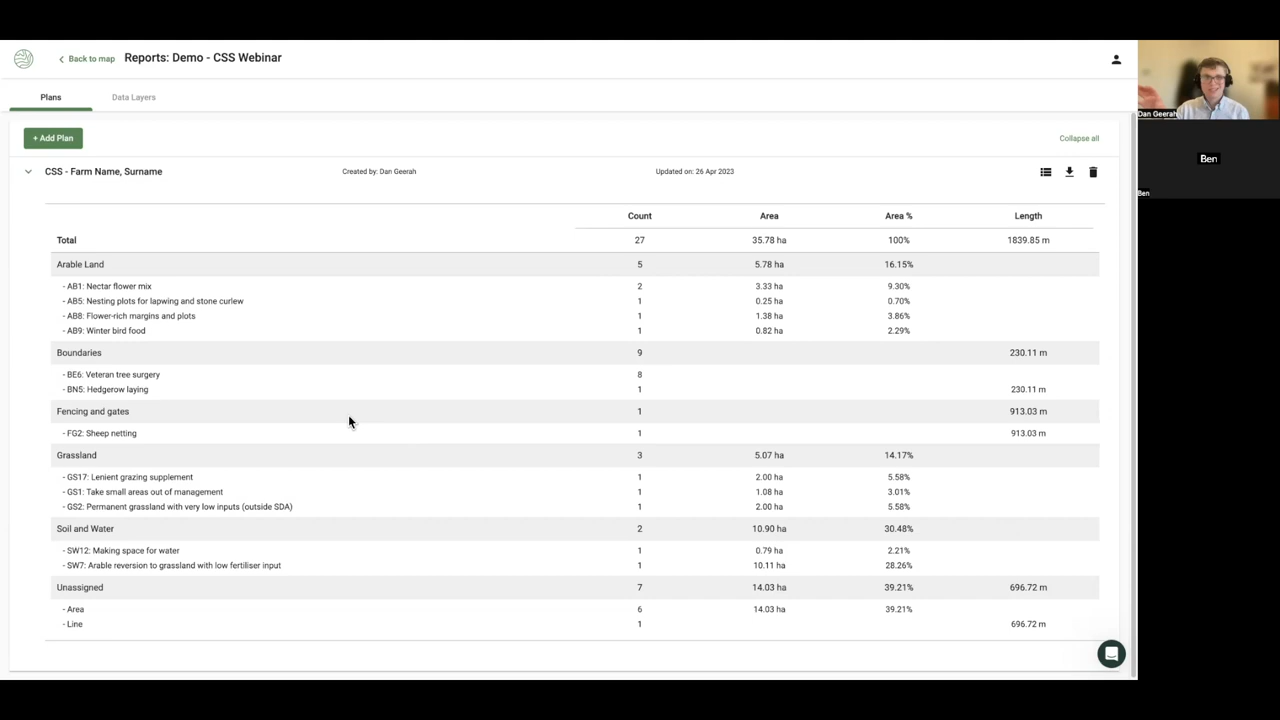 Back to map Reports: Demo - CSS Webinar
Plans Data Layers
+ Add Plan Collapse all
CSS - Farm Name, Surname Created by: Dan Geerah Updated on: 26 Apr 2023
Count Area Area % Length
Total 27 35.78 ha 100% 1839.85 m
Arable Land 5 5.78 ha 16.15%
- AB1: Nectar flower mix 2 3.33 ha 9.30%
- AB5: Nesting plots for lapwing and stone curlew 1 0.25 ha 0.70%
- AB8: Flower-rich margins and plots 1 1.38 ha 3.86%
- AB9: Winter bird food 1 0.82 ha 2.29%
Boundaries 9 230.11 m
- BE6: Veteran tree surgery 8
- BN5: Hedgerow laying 1 230.11 m
Fencing and gates 1 913.03 m
- FG2: Sheep netting 1 913.03 m
Grassland 3 5.07 ha 14.17%
- GS17: Lenient grazing supplement 1 2.00 ha 5.58%
- GS1: Take small areas out of management 1 1.08 ha 3.01%
- GS2: Permanent grassland with very low inputs (outside SDA) 1 2.00 ha 5.58%
Soil and Water 2 10.90 ha 30.48%
- SW12: Making space for water 1 0.79 ha 2.21%
- SW7: Arable reversion to grassland with low fertiliser input 1 10.11 ha 28.26%
Unassigned 7 14.03 ha 39.21% 696.72 m
- Area 6 14.03 ha 39.21%
- Line 1 696.72 m
Dan Geerah
Ben
Ben